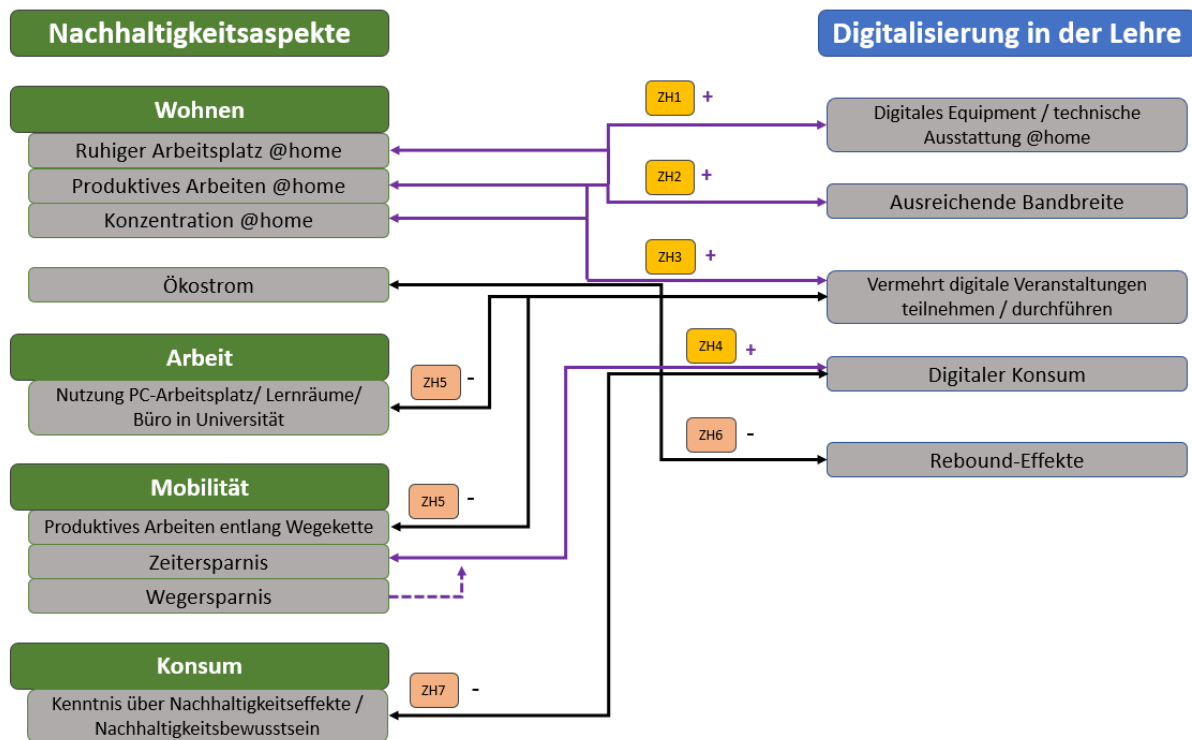 Nachhaltigkeitsaspekte
Digitalisierung in der Lehre
Wohnen
Ruhiger Arbeitsplatz @home
Produktives Arbeiten @home
Konzentration @home
Ökostrom
Arbeit
Nutzung PC-Arbeitsplatz/ Lernräume/
Büro in Universität
Mobilität
Produktives Arbeiten entlang Wegekette
Zeitersparnis
Wegersparnis
Konsum
Kenntnis über Nachhaltigkeitseffekte /
Nachhaltigkeitsbewusstsein
ZH1 +
ZH2 +
ZH3 +
ZH4 +
ZH5 -
ZH6 -
ZH5 -
ZH7 -
Digitales Equipment / technische
Ausstattung @home
Ausreichende Bandbreite
Vermehrt digitale Veranstaltungen
teilnehmen / durchführen
Digitaler Konsum
Rebound-Effekte